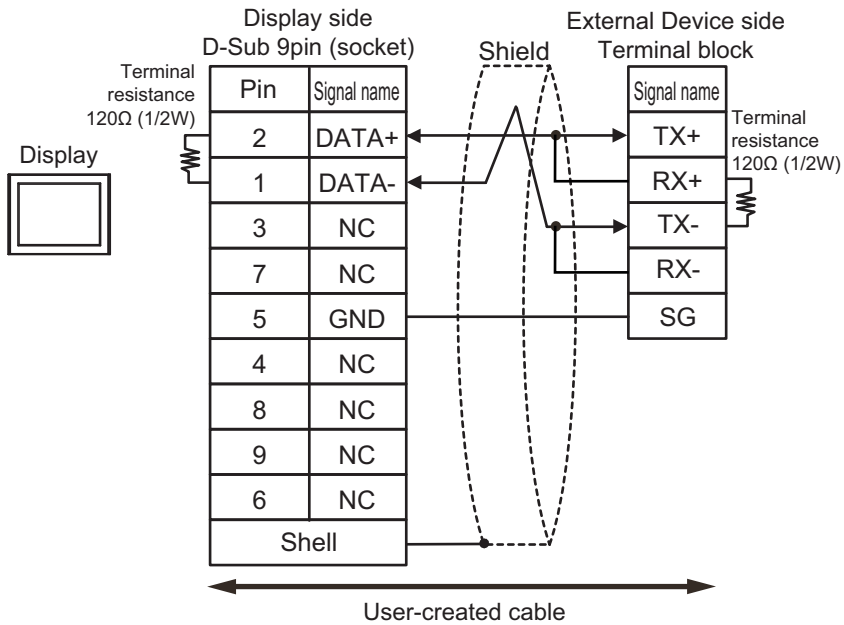 Display side
D-Sub 9pin (socket)
External Device side
Terminal block
Shield
Terminal
resistance
120Ω (1/2W)
Display
Pin Signal name
2 DATA+
1 DATA-
3 NC
7 NC
5 GND
4 NC
8 NC
9 NC
6 NC
Shell
Signal name
TX+
RX+
TX-
RX-
SG
Terminal
resistance
120Ω (1/2W)
User-created cable